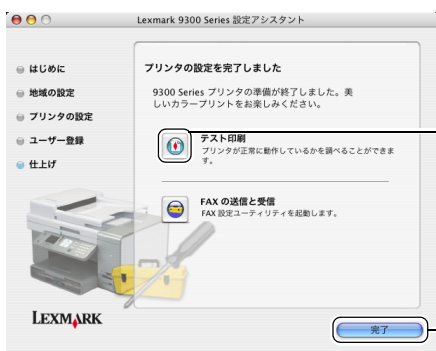 Lexmark 9300 Series 設定アシスタント
はじめに
地域の設定
プリンタの設定
ユーザー登録
仕上げ
プリンタの設定を完了しました
9300 Series プリンタの準備が終了しました。美
しいカラープリントをお楽しみください。
テスト印刷
プリンタが正常に動作しているかを調べることができま
す。
FAX の送信と受信
FAX 設定ユーティリティを起動します。
LEXMARK
完了